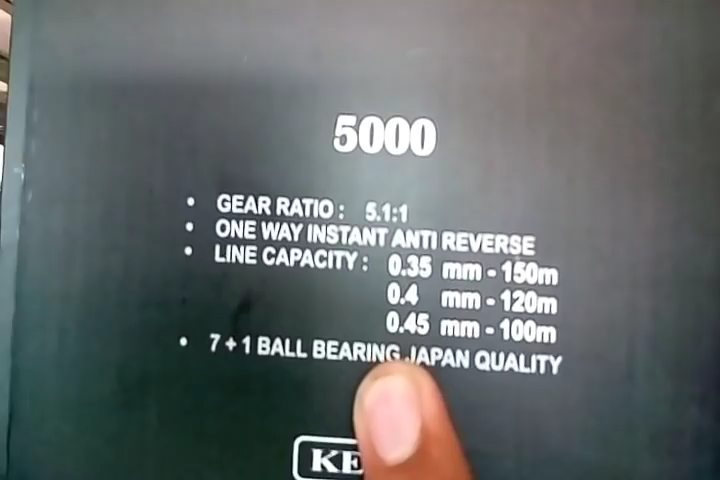 5000
• GEAR RATIO : 5.1:1
• ONE WAY INSTANT ANTI REVERSE
• LINE CAPACITY : 0.35 mm - 150m
0.4 mm - 120m
0.45 mm - 100m
• 7 + 1 BALL BEARING JAPAN QUALITY